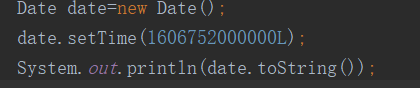 Date date=new Date();
date.setTime(1606752000000L);
System.out.println(date.toString());